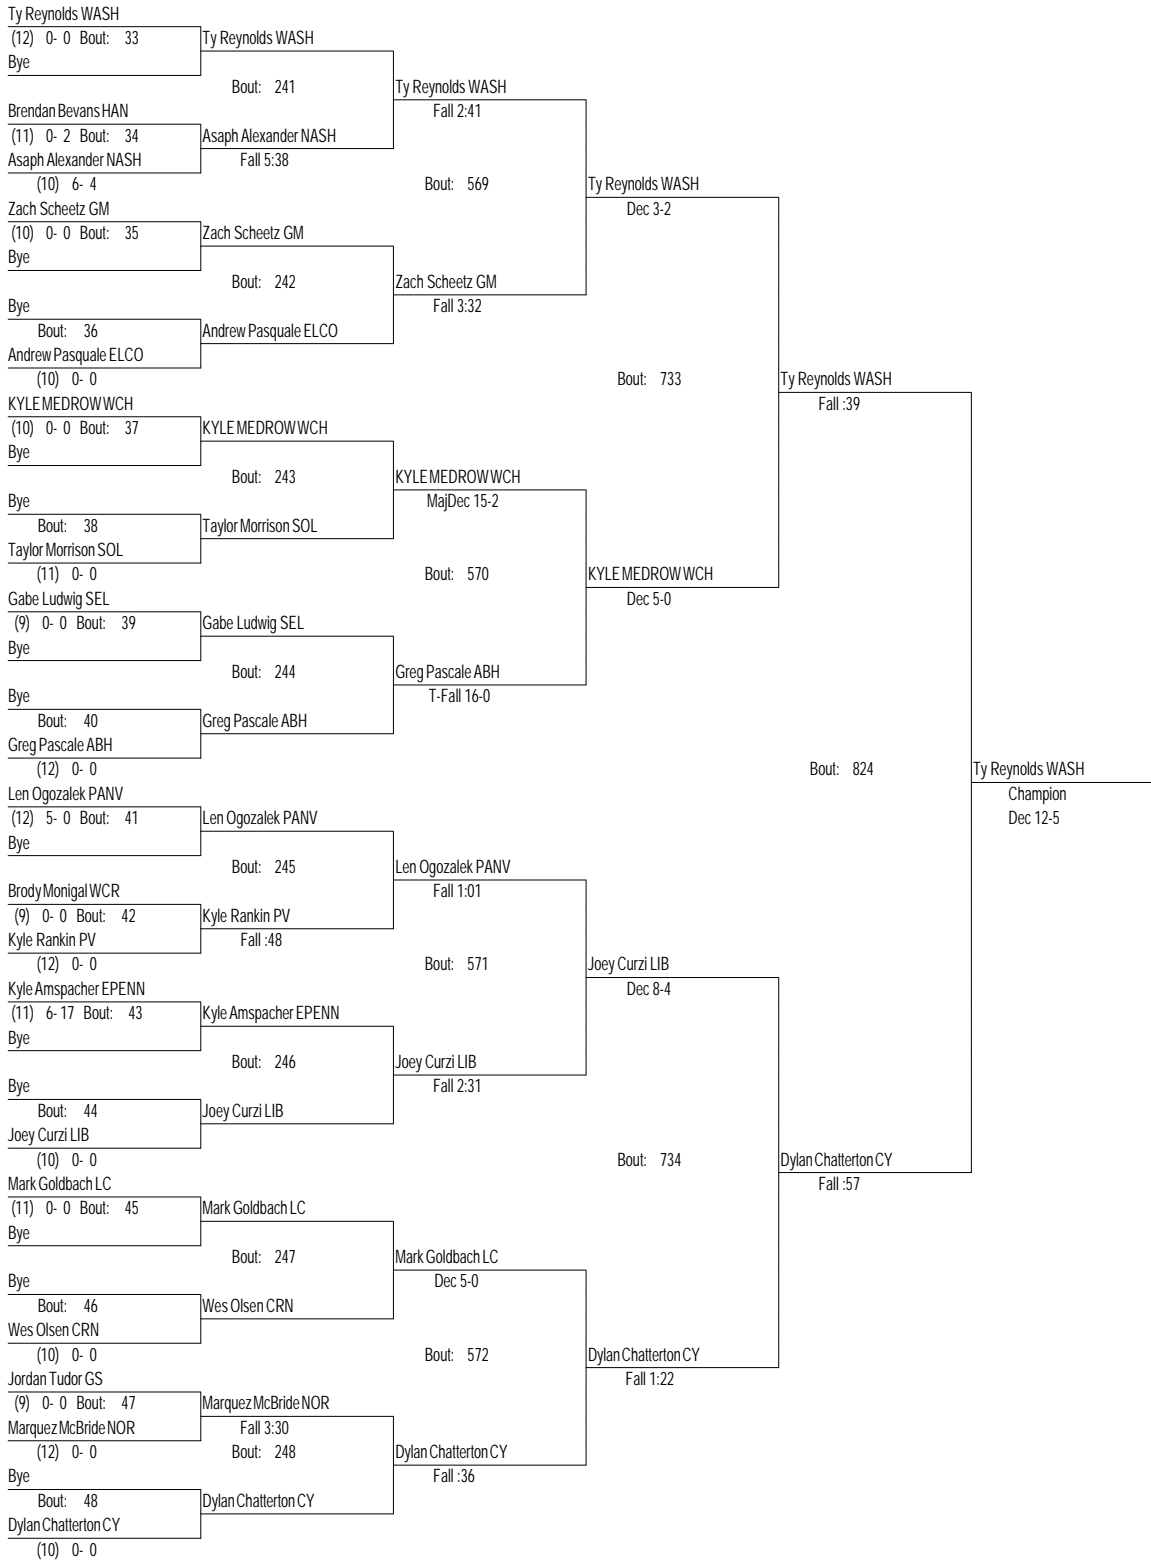 Ty Reynolds WASH
(12) 0- 0 Bout: 33
Ty Reynolds WASH
Bye
Bout: 241
Ty Reynolds WASH
Brendan Bevans HAN
Fall 2:41
(11) 0- 2 Bout: 34
Asaph Alexander NASH
Asaph Alexander NASH
Fall 5:38
(10) 6- 4
Bout: 569
Ty Reynolds WASH
Zach Scheetz GM
Dec 3-2
(10) 0- 0 Bout: 35
Zach Scheetz GM
Bye
Bout: 242
Zach Scheetz GM
Bye
Fall 3:32
Bout: 36
Andrew Pasquale ELCO
Andrew Pasquale ELCO
(10) 0- 0
Bout: 733
Ty Reynolds WASH
KYLE MEDROW WCH
Fall :39
(10) 0- 0 Bout: 37
KYLE MEDROW WCH
Bye
Bout: 243
KYLE MEDROW WCH
Bye
MajDec 15-2
Bout: 38
Taylor Morrison SOL
Taylor Morrison SOL
(11) 0- 0
Bout: 570
KYLE MEDROW WCH
Gabe Ludwig SEL
Dec 5-0
(9) 0- 0 Bout: 39
Gabe Ludwig SEL
Bye
Bout: 244
Greg Pascale ABH
Bye
T-Fall 16-0
Bout: 40
Greg Pascale ABH
Greg Pascale ABH
(12) 0- 0
Bout: 824
Ty Reynolds WASH
Len Ogozalek PANV
Champion
(12) 5- 0 Bout: 41
Len Ogozalek PANV
Dec 12-5
Bye
Bout: 245
Len Ogozalek PANV
Brody Monigal WCR
Fall 1:01
(9) 0- 0 Bout: 42
Kyle Rankin PV
Kyle Rankin PV
Fall :48
(12) 0- 0
Bout: 571
Joey Curzi LIB
Kyle Amspacher EPENN
Dec 8-4
(11) 6- 17 Bout: 43
Kyle Amspacher EPENN
Bye
Bout: 246
Joey Curzi LIB
Bye
Fall 2:31
Bout: 44
Joey Curzi LIB
Joey Curzi LIB
(10) 0- 0
Bout: 734
Dylan Chatterton CY
Mark Goldbach LC
Fall :57
(11) 0- 0 Bout: 45
Mark Goldbach LC
Bye
Bout: 247
Mark Goldbach LC
Bye
Dec 5-0
Bout: 46
Wes Olsen CRN
Wes Olsen CRN
(10) 0- 0
Bout: 572
Dylan Chatterton CY
Jordan Tudor GS
Fall 1:22
(9) 0- 0 Bout: 47
Marquez McBride NOR
Marquez McBride NOR
Fall 3:30
(12) 0- 0
Bout: 248
Dylan Chatterton CY
Bye
Fall :36
Bout: 48
Dylan Chatterton CY
Dylan Chatterton CY
(10) 0- 0